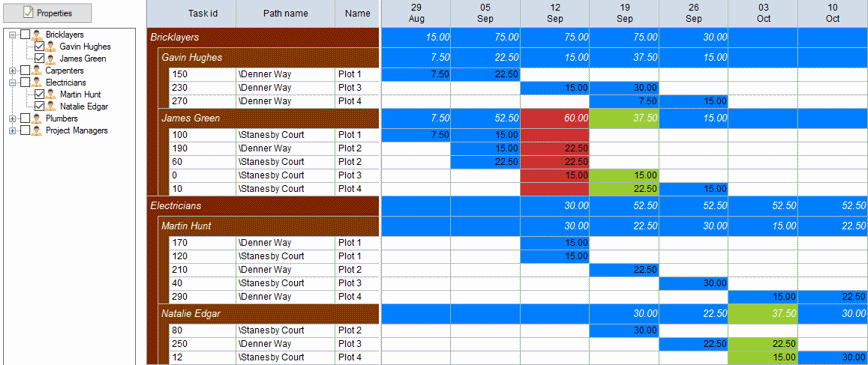 Properties
Bricklayers
Gavin Hughes
James Green
Carpenters
Electricians
Martin Hunt
Natalie Edgar
Plumbers
Project Managers
Task id Path name Name 29 Aug 05 Sep 12 Sep 19 Sep 26 Sep 03 Oct 10 Oct
Bricklayers 15.00 75.00 75.00 75.00 30.00
Gavin Hughes 7.50 22.50 15.00 37.50 15.00
150 \Denner Way Plot 1 7.50 22.50
230 \Denner Way Plot 3 15.00 30.00
270 \Denner Way Plot 4 7.50 15.00
James Green 7.50 52.50 60.00 37.50 15.00
100 \Stanesby Court Plot 1 7.50 15.00
190 \Denner Way Plot 2 15.00 22.50
60 \Stanesby Court Plot 2 22.50 22.50
0 \Stanesby Court Plot 3 15.00 15.00
10 \Stanesby Court Plot 4 22.50 15.00
Electricians 30.00 52.50 52.50 52.50 52.50
Martin Hunt 30.00 22.50 30.00 15.00 22.50
170 \Denner Way Plot 1 15.00
120 \Stanesby Court Plot 1 15.00
210 \Denner Way Plot 2 22.50
40 \Stanesby Court Plot 3 30.00
290 \Denner Way Plot 4 15.00 22.50
Natalie Edgar 30.00 22.50 37.50 30.00
80 \Stanesby Court Plot 2 30.00
250 \Denner Way Plot 3 22.50 22.50
12 \Stanesby Court Plot 4 15.00 30.00